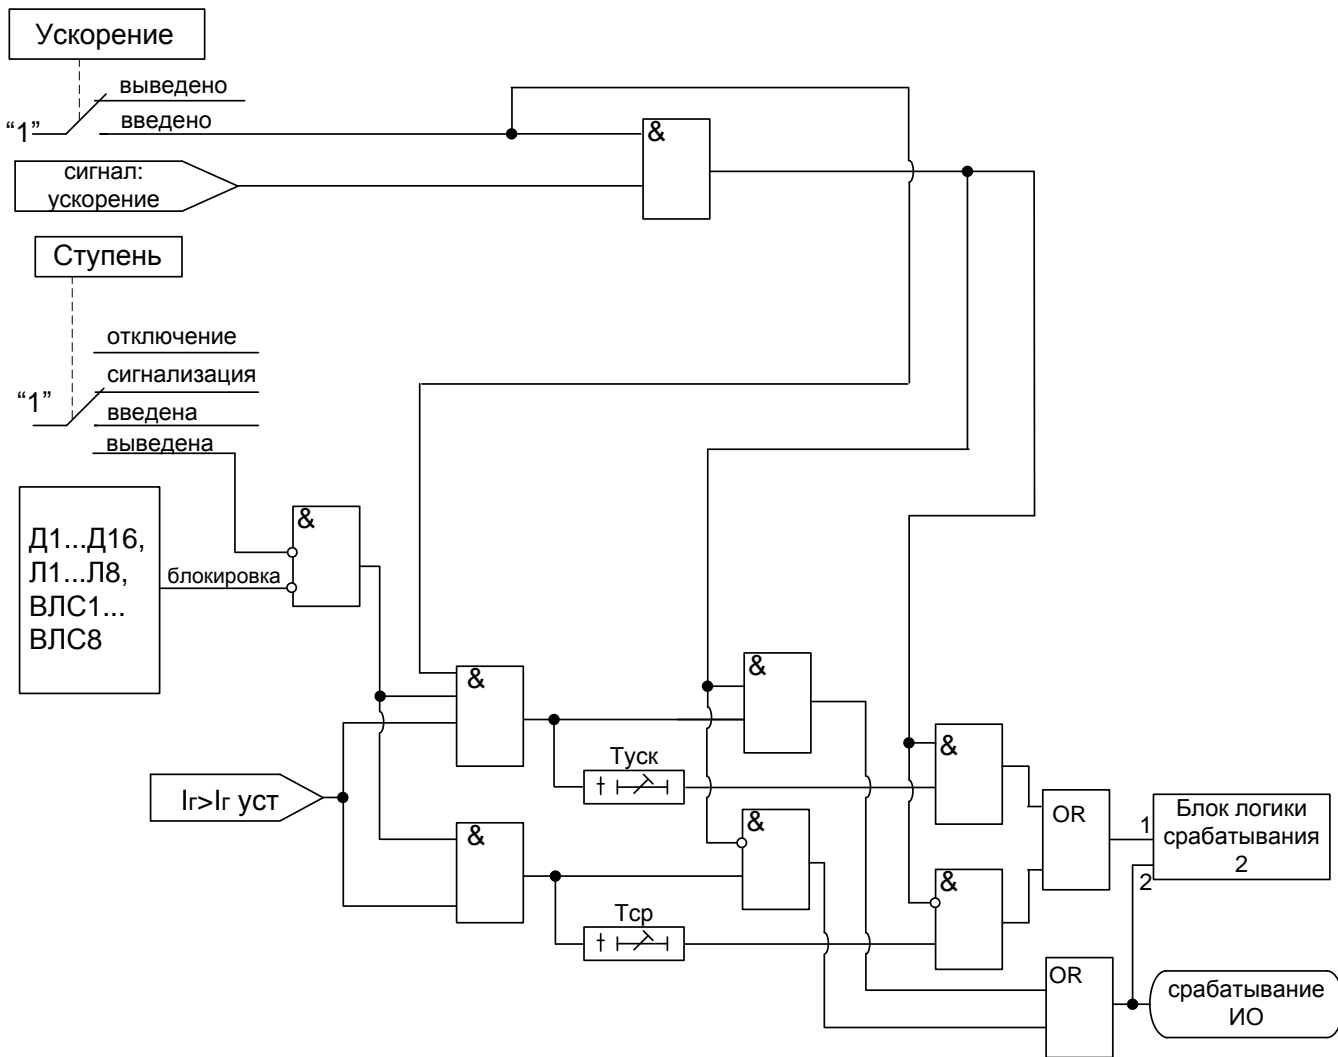 Ускорение
выведено
“1”
введено
&
сигнал:
ускорение
Ступень
отключение
сигнализация
“1”
введена
выведена
&
Д1...Д16,
Л1...Л8,
ВЛС1...
ВЛС8
блокировка
&
&
&
Туск
Iг>Iг уст
&
&
OR
1
2
Блок логики
срабатывания
2
&
Тср
OR
срабатывание
ИО